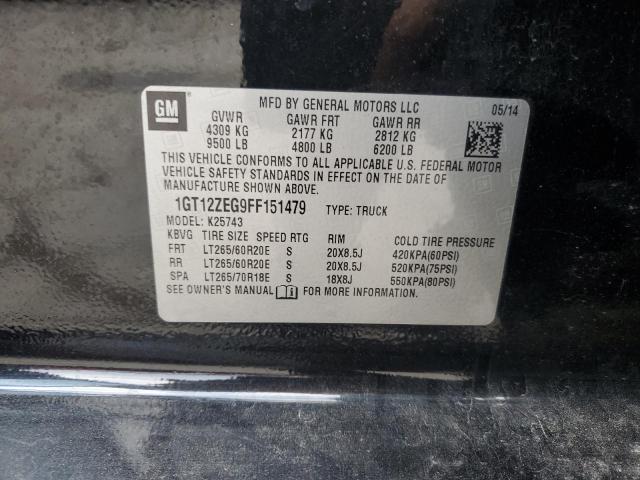 GM
MFD BY GENERAL MOTORS LLC 05/14
GVWR GAWR FRT GAWR RR
4309 KG 2177 KG 2812 KG
9500 LB 4800 LB 6200 LB
THIS VEHICLE CONFORMS TO ALL APPLICABLE U.S. FEDERAL MOTOR
VEHICLE SAFETY STANDARDS IN EFFECT ON THE DATE OF
MANUFACTURE SHOWN ABOVE.
1GT12ZEG9FF151479 TYPE: TRUCK
MODEL: K25743
KBVG TIRE SIZE SPEED RTG RIM COLD TIRE PRESSURE
FRT LT265/60R20E S 20X8.5J 420KPA(60PSI)
RR LT265/60R20E S 20X8.5J 520KPA(75PSI)
SPA LT265/70R18E S 18X8J 550KPA(80PSI)
SEE OWNER'S MANUAL FOR MORE INFORMATION.